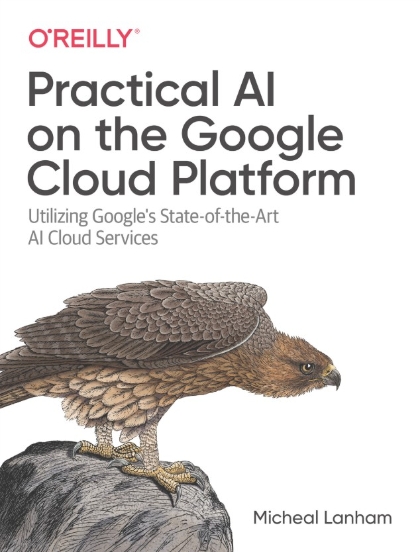 O'REILLY®
Practical AI
on the Google
Cloud Platform
Utilizing Google's State-of-the-Art
AI Cloud Services
Micheal Lanham